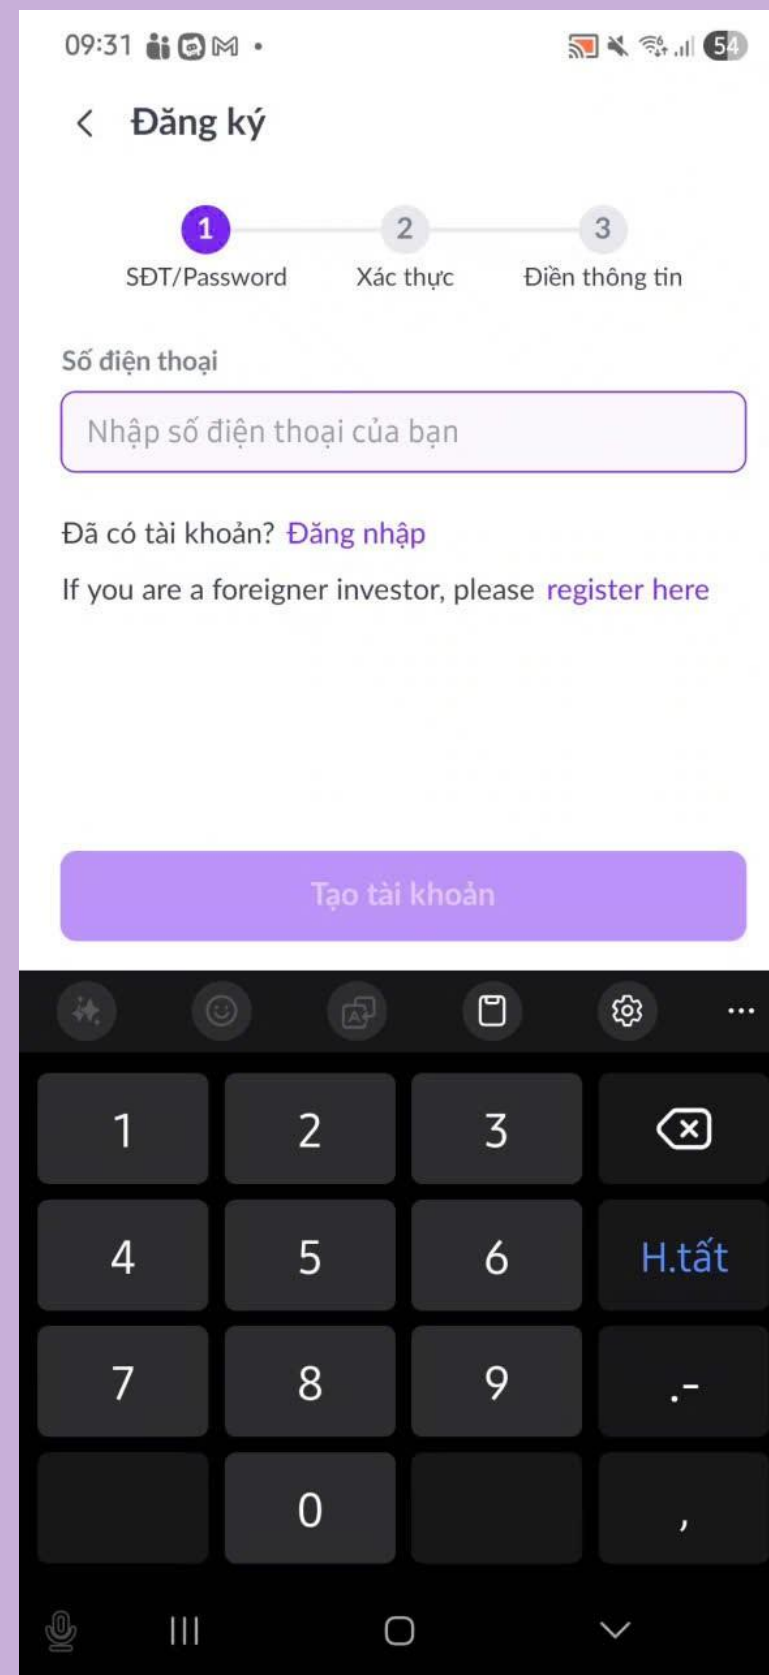 09:31
54
Đăng ký
1 2 3
SĐT/Password Xác thực Điền thông tin
Số điện thoại
Nhập số điện thoại của bạn
Đã có tài khoản? Đăng nhập
If you are a foreigner investor, please register here
Tạo tài khoản
1 2 3
4 5 6 H.tất
7 8 9 .-
0 ,